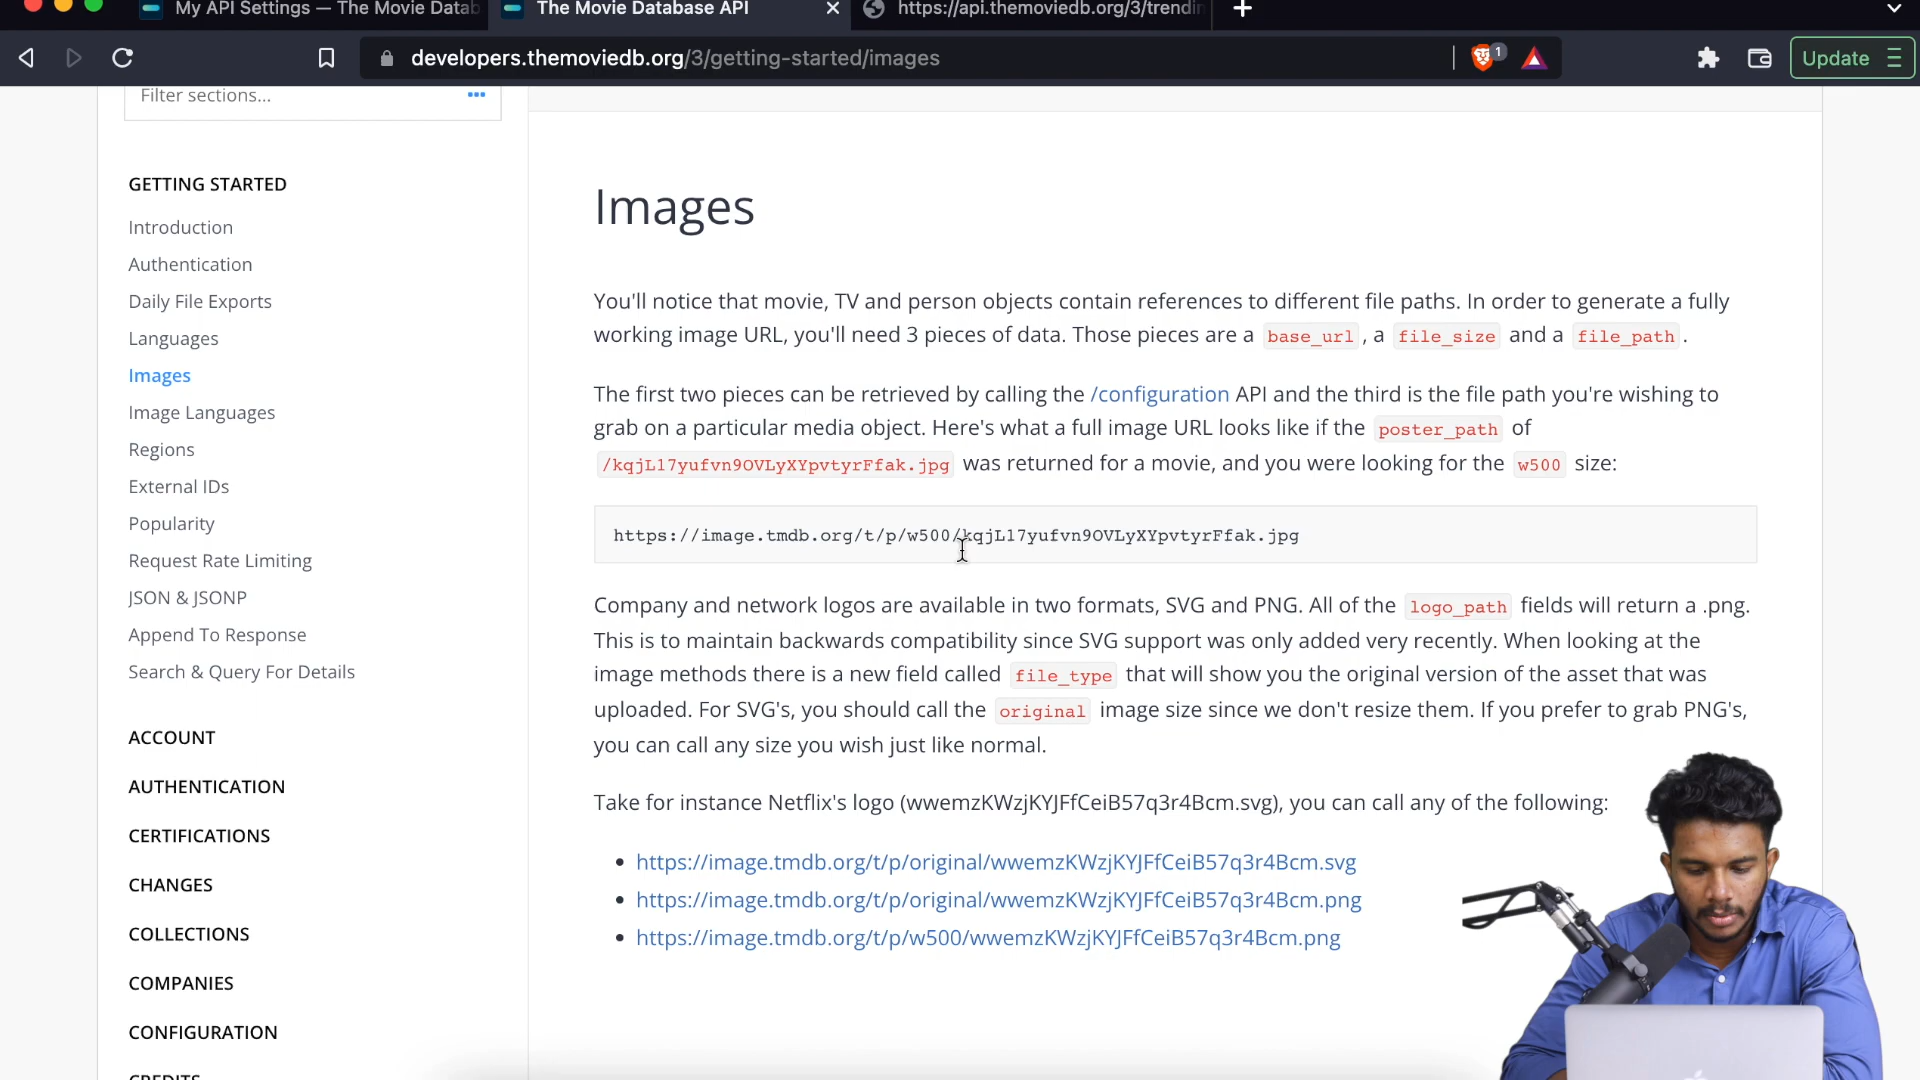 My API Settings — The Movie Datab
The Movie Database API
https://api.themoviedb.org/3/trendin
developers.themoviedb.org/3/getting-started/images
1
Update
Filter sections...
GETTING STARTED
Introduction
Authentication
Daily File Exports
Languages
Images
Image Languages
Regions
External IDs
Popularity
Request Rate Limiting
JSON & JSONP
Append To Response
Search & Query For Details
ACCOUNT
AUTHENTICATION
CERTIFICATIONS
CHANGES
COLLECTIONS
COMPANIES
CONFIGURATION
CREDITS
Images
You'll notice that movie, TV and person objects contain references to different file paths. In order to generate a fully
working image URL, you'll need 3 pieces of data. Those pieces are a base_url, a file_size and a file_path.
The first two pieces can be retrieved by calling the /configuration API and the third is the file path you're wishing to
grab on a particular media object. Here's what a full image URL looks like if the poster_path of
/kqjL17yufvn9OVLyXYpvtyrFfak.jpg was returned for a movie, and you were looking for the w500 size:
https://image.tmdb.org/t/p/w500/kqjL17yufvn9OVLyXYpvtyrFfak.jpg
Company and network logos are available in two formats, SVG and PNG. All of the logo_path fields will return a .png.
This is to maintain backwards compatibility since SVG support was only added very recently. When looking at the
image methods there is a new field called file_type that will show you the original version of the asset that was
uploaded. For SVG's, you should call the original image size since we don't resize them. If you prefer to grab PNG's,
you can call any size you wish just like normal.
Take for instance Netflix's logo (wwemzKWzjKYJFfCeiB57q3r4Bcm.svg), you can call any of the following:
https://image.tmdb.org/t/p/original/wwemzKWzjKYJFfCeiB57q3r4Bcm.svg
https://image.tmdb.org/t/p/original/wwemzKWzjKYJFfCeiB57q3r4Bcm.png
https://image.tmdb.org/t/p/w500/wwemzKWzjKYJFfCeiB57q3r4Bcm.png